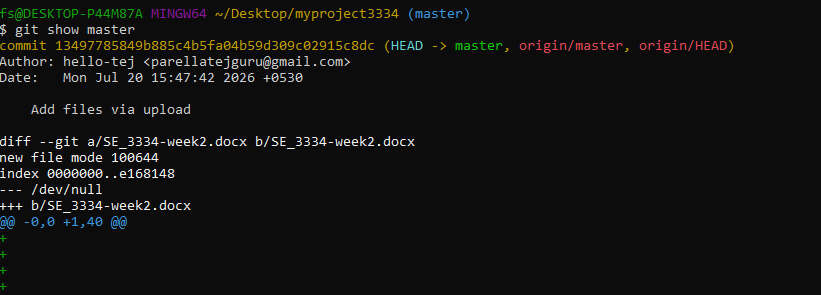 fs@DESKTOP-P44M87A MINGW64 ~/Desktop/myproject3334 (master)
$ git show master
commit 13497785849b885c4b5fa04b59d309c02915c8dc (HEAD -> master, origin/master, origin/HEAD)
Author: hello-tej <parellatejguru@gmail.com>
Date:   Mon Jul 20 15:47:42 2026 +0530

    Add files via upload

diff --git a/SE_3334-week2.docx b/SE_3334-week2.docx
new file mode 100644
index 0000000..e168148
--- /dev/null
+++ b/SE_3334-week2.docx
@@ -0,0 +1,40 @@
+
+
+
+